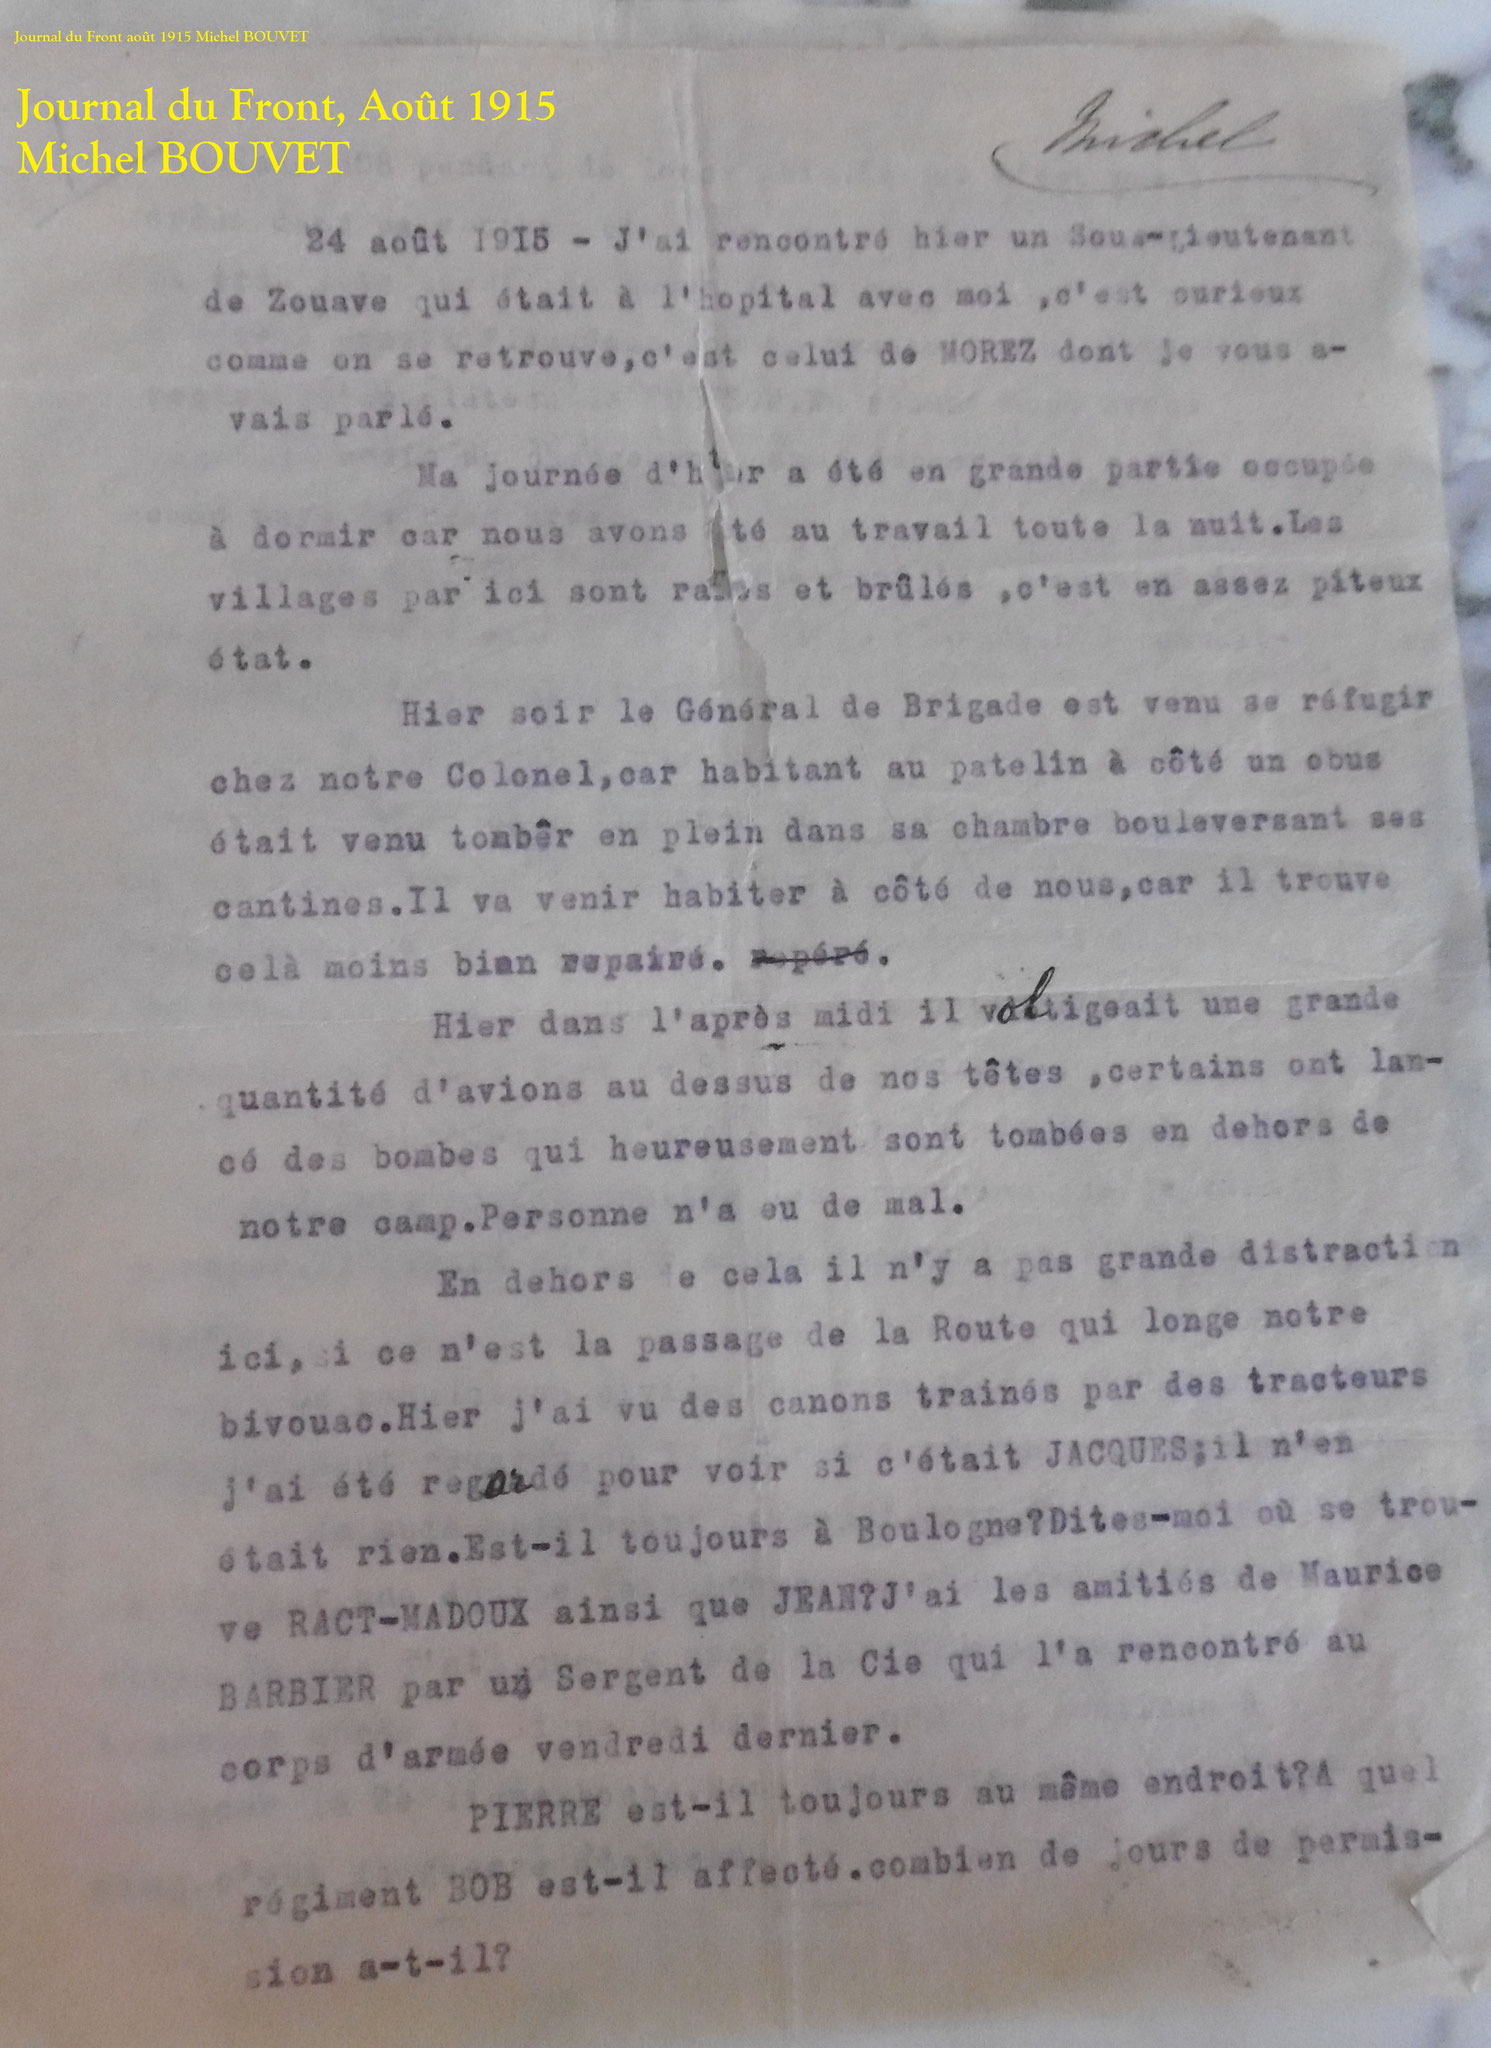 Journal du Front août 1915 Michel BOUVET
Journal du Front, Août 1915
Michel BOUVET
Michel
24 août 1915 - J'ai rencontré hier un Sous-gieutenant
de Zouave qui était à l'hopital avec moi ,c'est curieux
comme on se retrouve,c'est celui de MOREZ dont je vous a-
vais parlé.
Ma journée d'hier a été en grande partie occupée
à dormir car nous avons été au travail toute la nuit.Les
villages par ici sont rasés et brûlés ,c'est en assez piteux
état.
Hier soir le Général de Brigade est venu se réfugir
chez notre Colonel,car habitant au patelin à côté un obus
était venu tombêr en plein dans sa chambre bouleversant ses
cantines.Il va venir habiter à côté de nous,car il trouve
celà moins bien repairé. repéré.
Hier dans l'après midi il voltigeait une grande
quantité d'avions au dessus de nos têtes ,certains ont lan-
cé des bombes qui heureusement sont tombées en dehors de
notre camp.Personne n'a eu de mal.
En dehors de cela il n'y a pas grande distraction
ici,si ce n'est la passage de la Route qui longe notre
bivouac.Hier j'ai vu des canons trainés par des tracteurs
j'ai été regardé pour voir si c'était JACQUES;il n'en
était rien.Est-il toujours à Boulogne?Dites-moi où se trou-
ve RACT-MADOUX ainsi que JEAN?J'ai les amitiés de Maurice
BARBIER par un Sergent de la Cie qui l'a rencontré au
corps d'armée vendredi dernier.
PIERRE est-il toujours au même endroit?A quel
régiment BOB est-il affecté.combien de jours de permis-
sion a-t-il?